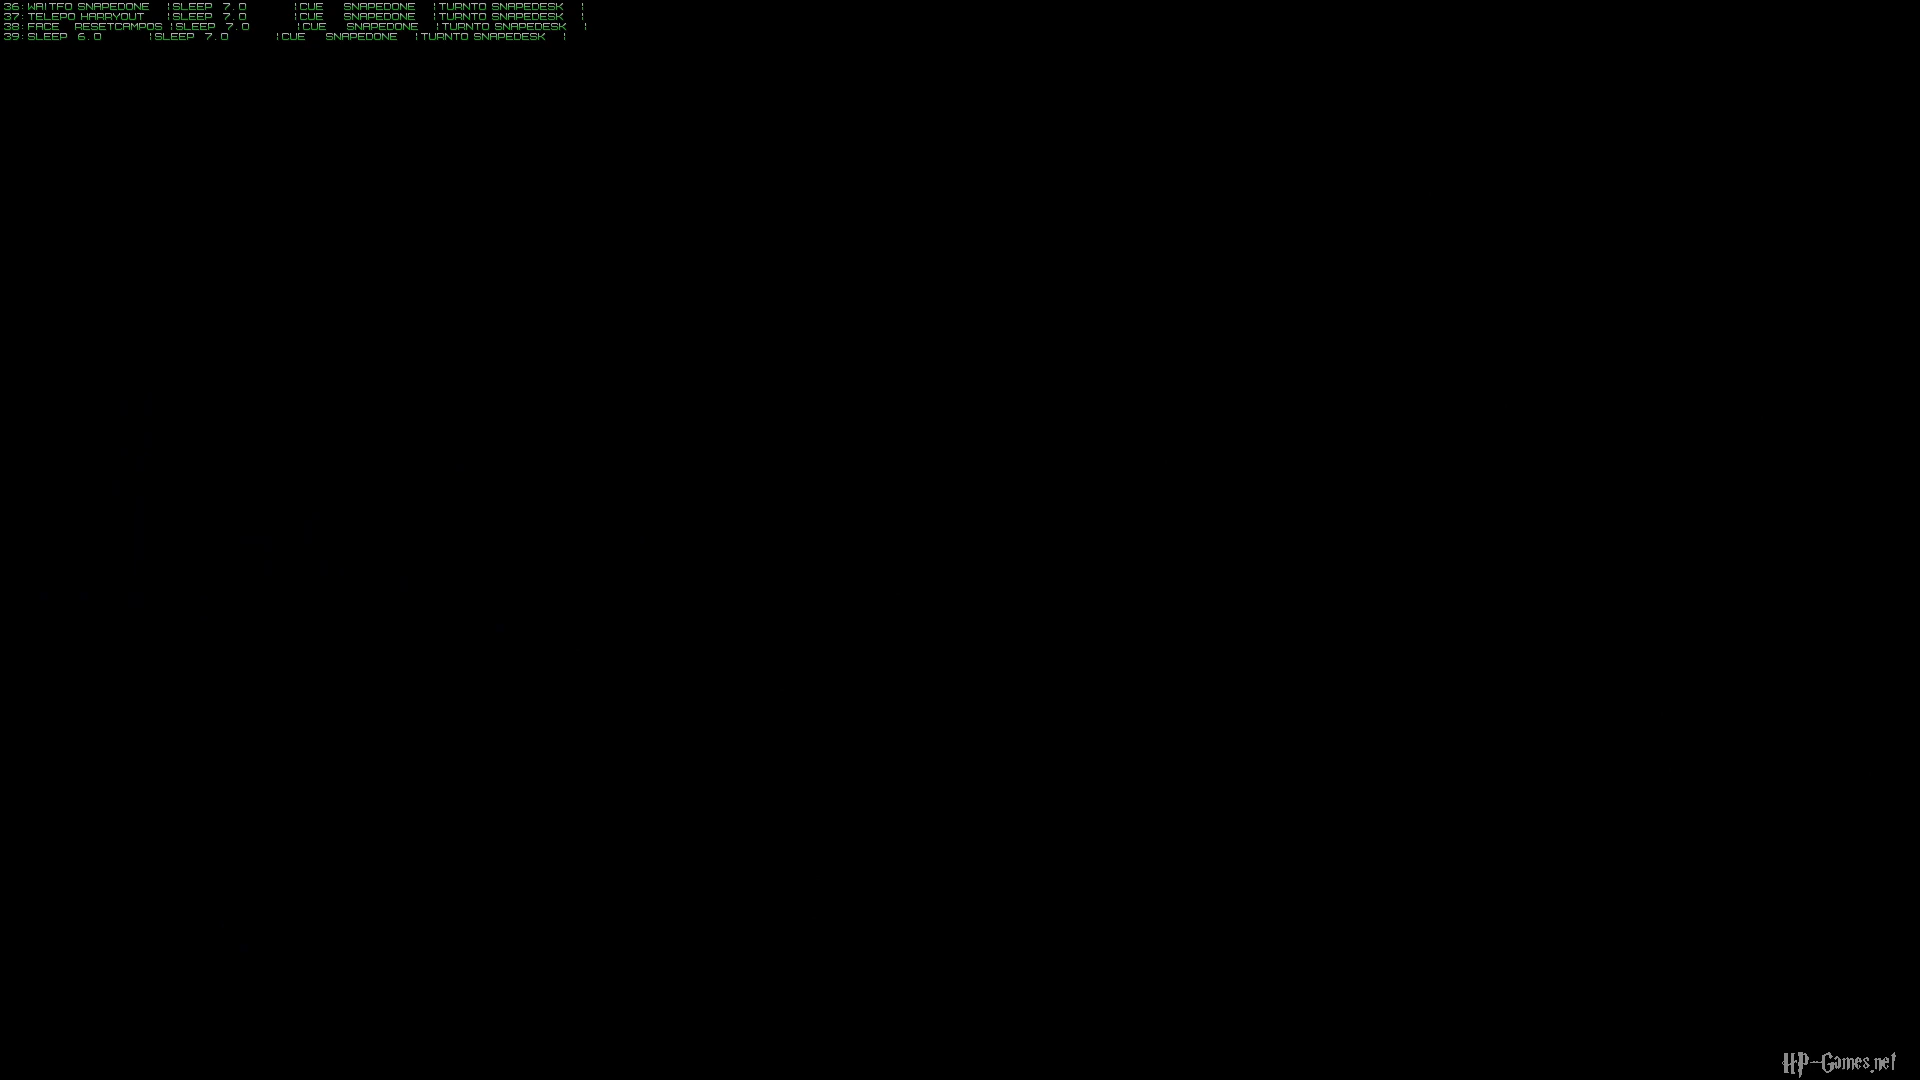 36:WAITFO SNAPEDONE |SLEEP 7.0 |CUE SNAPEDONE |TURNTO SNAPEDESK |
37:TELEPO HARRYOUT |SLEEP 7.0 |CUE SNAPEDONE |TURNTO SNAPEDESK |
38:FACE RESETCAMPOS |SLEEP 7.0 |CUE SNAPEDONE |TURNTO SNAPEDESK |
39:SLEEP 6.0 |SLEEP 7.0 |CUE SNAPEDONE |TURNTO SNAPEDESK |
HP-Games.net